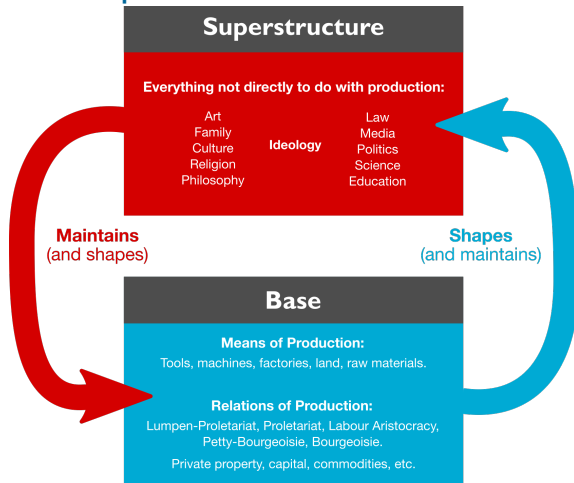 Superstructure
Everything not directly to do with production:
Art
Family
Culture
Religion
Philosophy
Ideology
Law
Media
Politics
Science
Education
Maintains
(and shapes)
Shapes
(and maintains)
Base
Means of Production:
Tools, machines, factories, land, raw materials.
Relations of Production:
Lumpen-Proletariat, Proletariat, Labour Aristocracy,
Petty-Bourgeoisie, Bourgeoisie.
Private property, capital, commodities, etc.